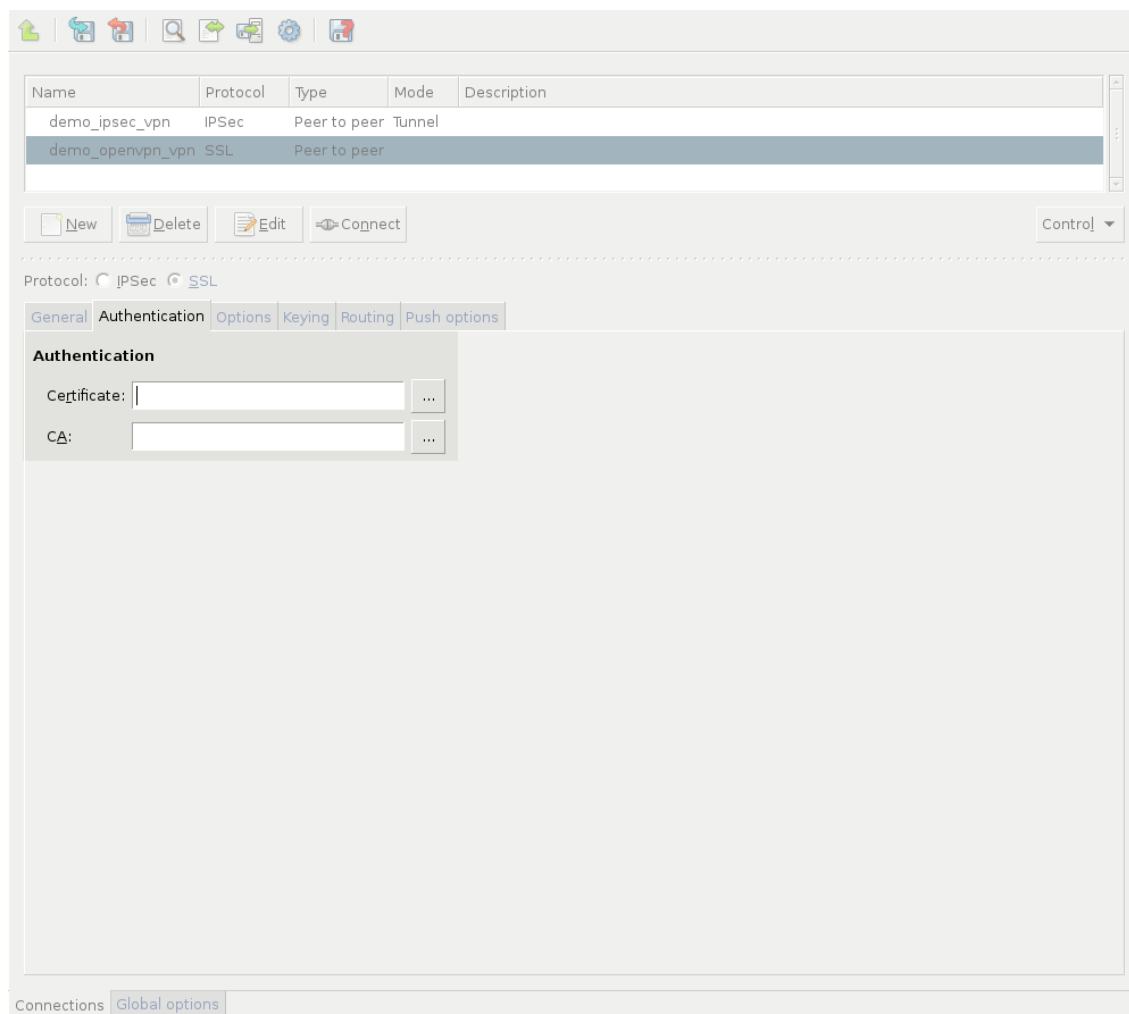 Name Protocol Type Mode Description
demo_ipsec_vpn IPSec Peer to peer Tunnel
demo_openvpn_vpn SSL Peer to peer
New Delete Edit Connect Control
Protocol: IPSec SSL
General Authentication Options Keying Routing Push options
Authentication
Certificate: ...
CA: ...
Connections Global options